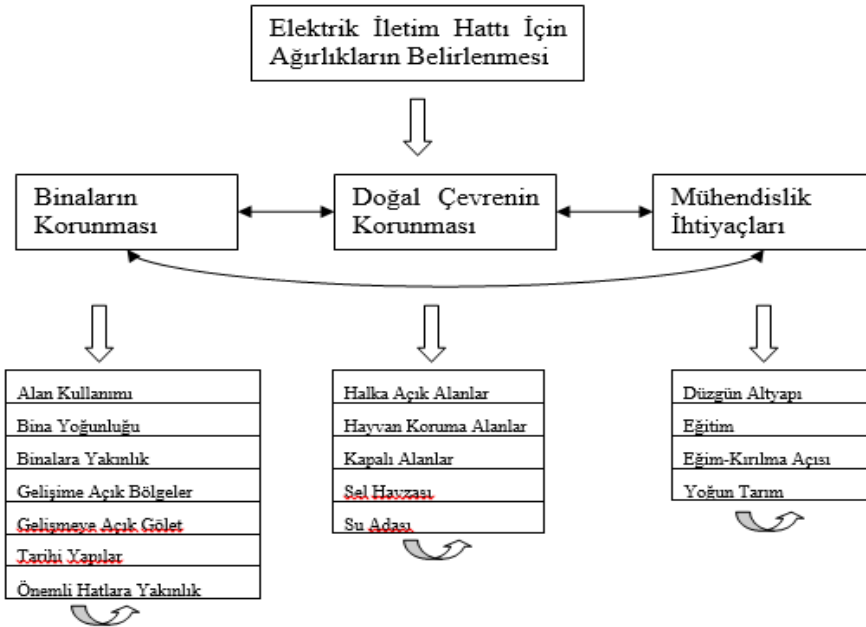 Elektrik İletim Hattı İçin
Ağırlıkların Belirlenmesi
Binaların
Korunması
Doğal Çevrenin
Korunması
Mühendislik
İhtiyaçları
Alan Kullanımı
Bina Yoğunluğu
Binalara Yakınlık
Gelişime Açık Bölgeler
Gelişmeye Açık Gölet
Tarihi Yapılar
Önemli Hatlara Yakınlık
Halka Açık Alanlar
Hayvan Koruma Alanlar
Kapalı Alanlar
Sel Havzası
Su Adası
Düzgün Altyapı
Eğitim
Eğim-Kırılma Açısı
Yoğun Tarım